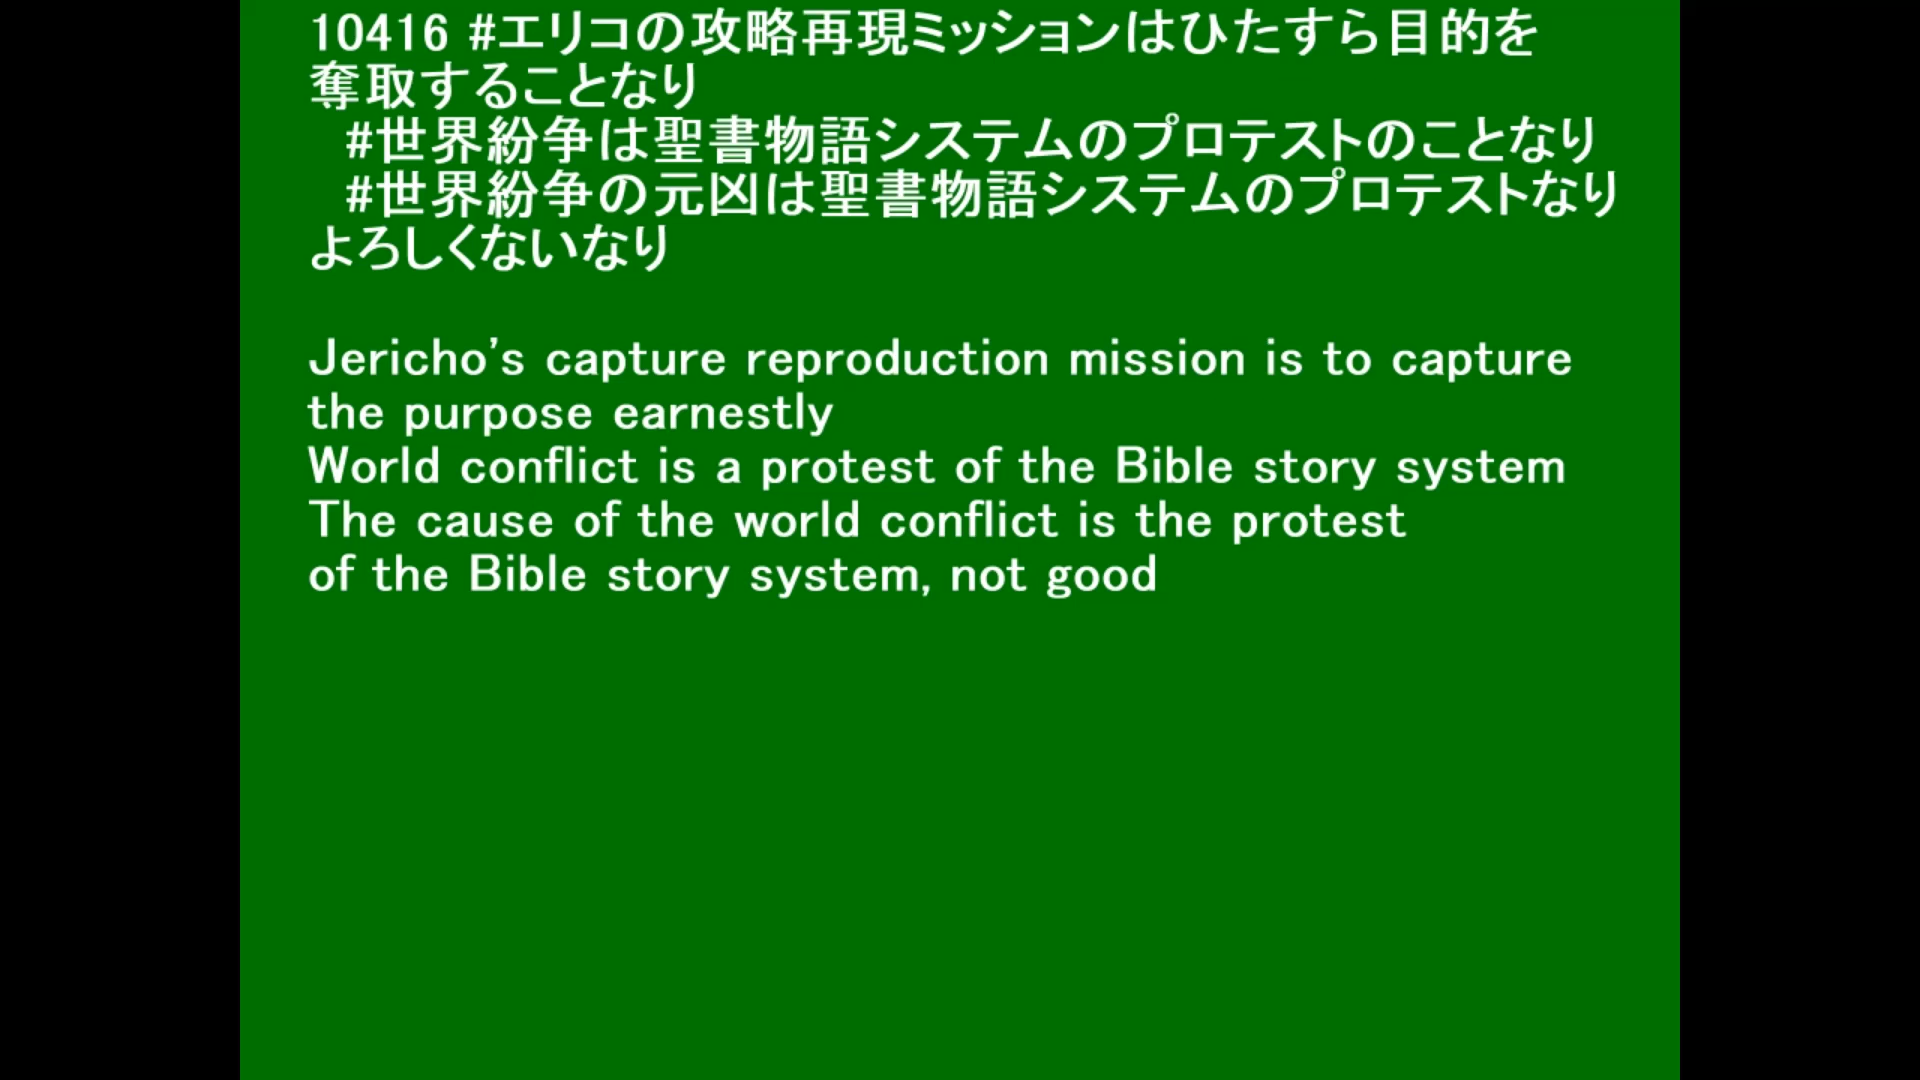 10416 #エリコの攻略再現ミッションはひたすら目的を
奪取することなり
#世界紛争は聖書物語システムのプロテストのことなり
#世界紛争の元凶は聖書物語システムのプロテストなり
よろしくないなり
Jericho's capture reproduction mission is to capture
the purpose earnestly
World conflict is a protest of the Bible story system
The cause of the world conflict is the protest
of the Bible story system, not good